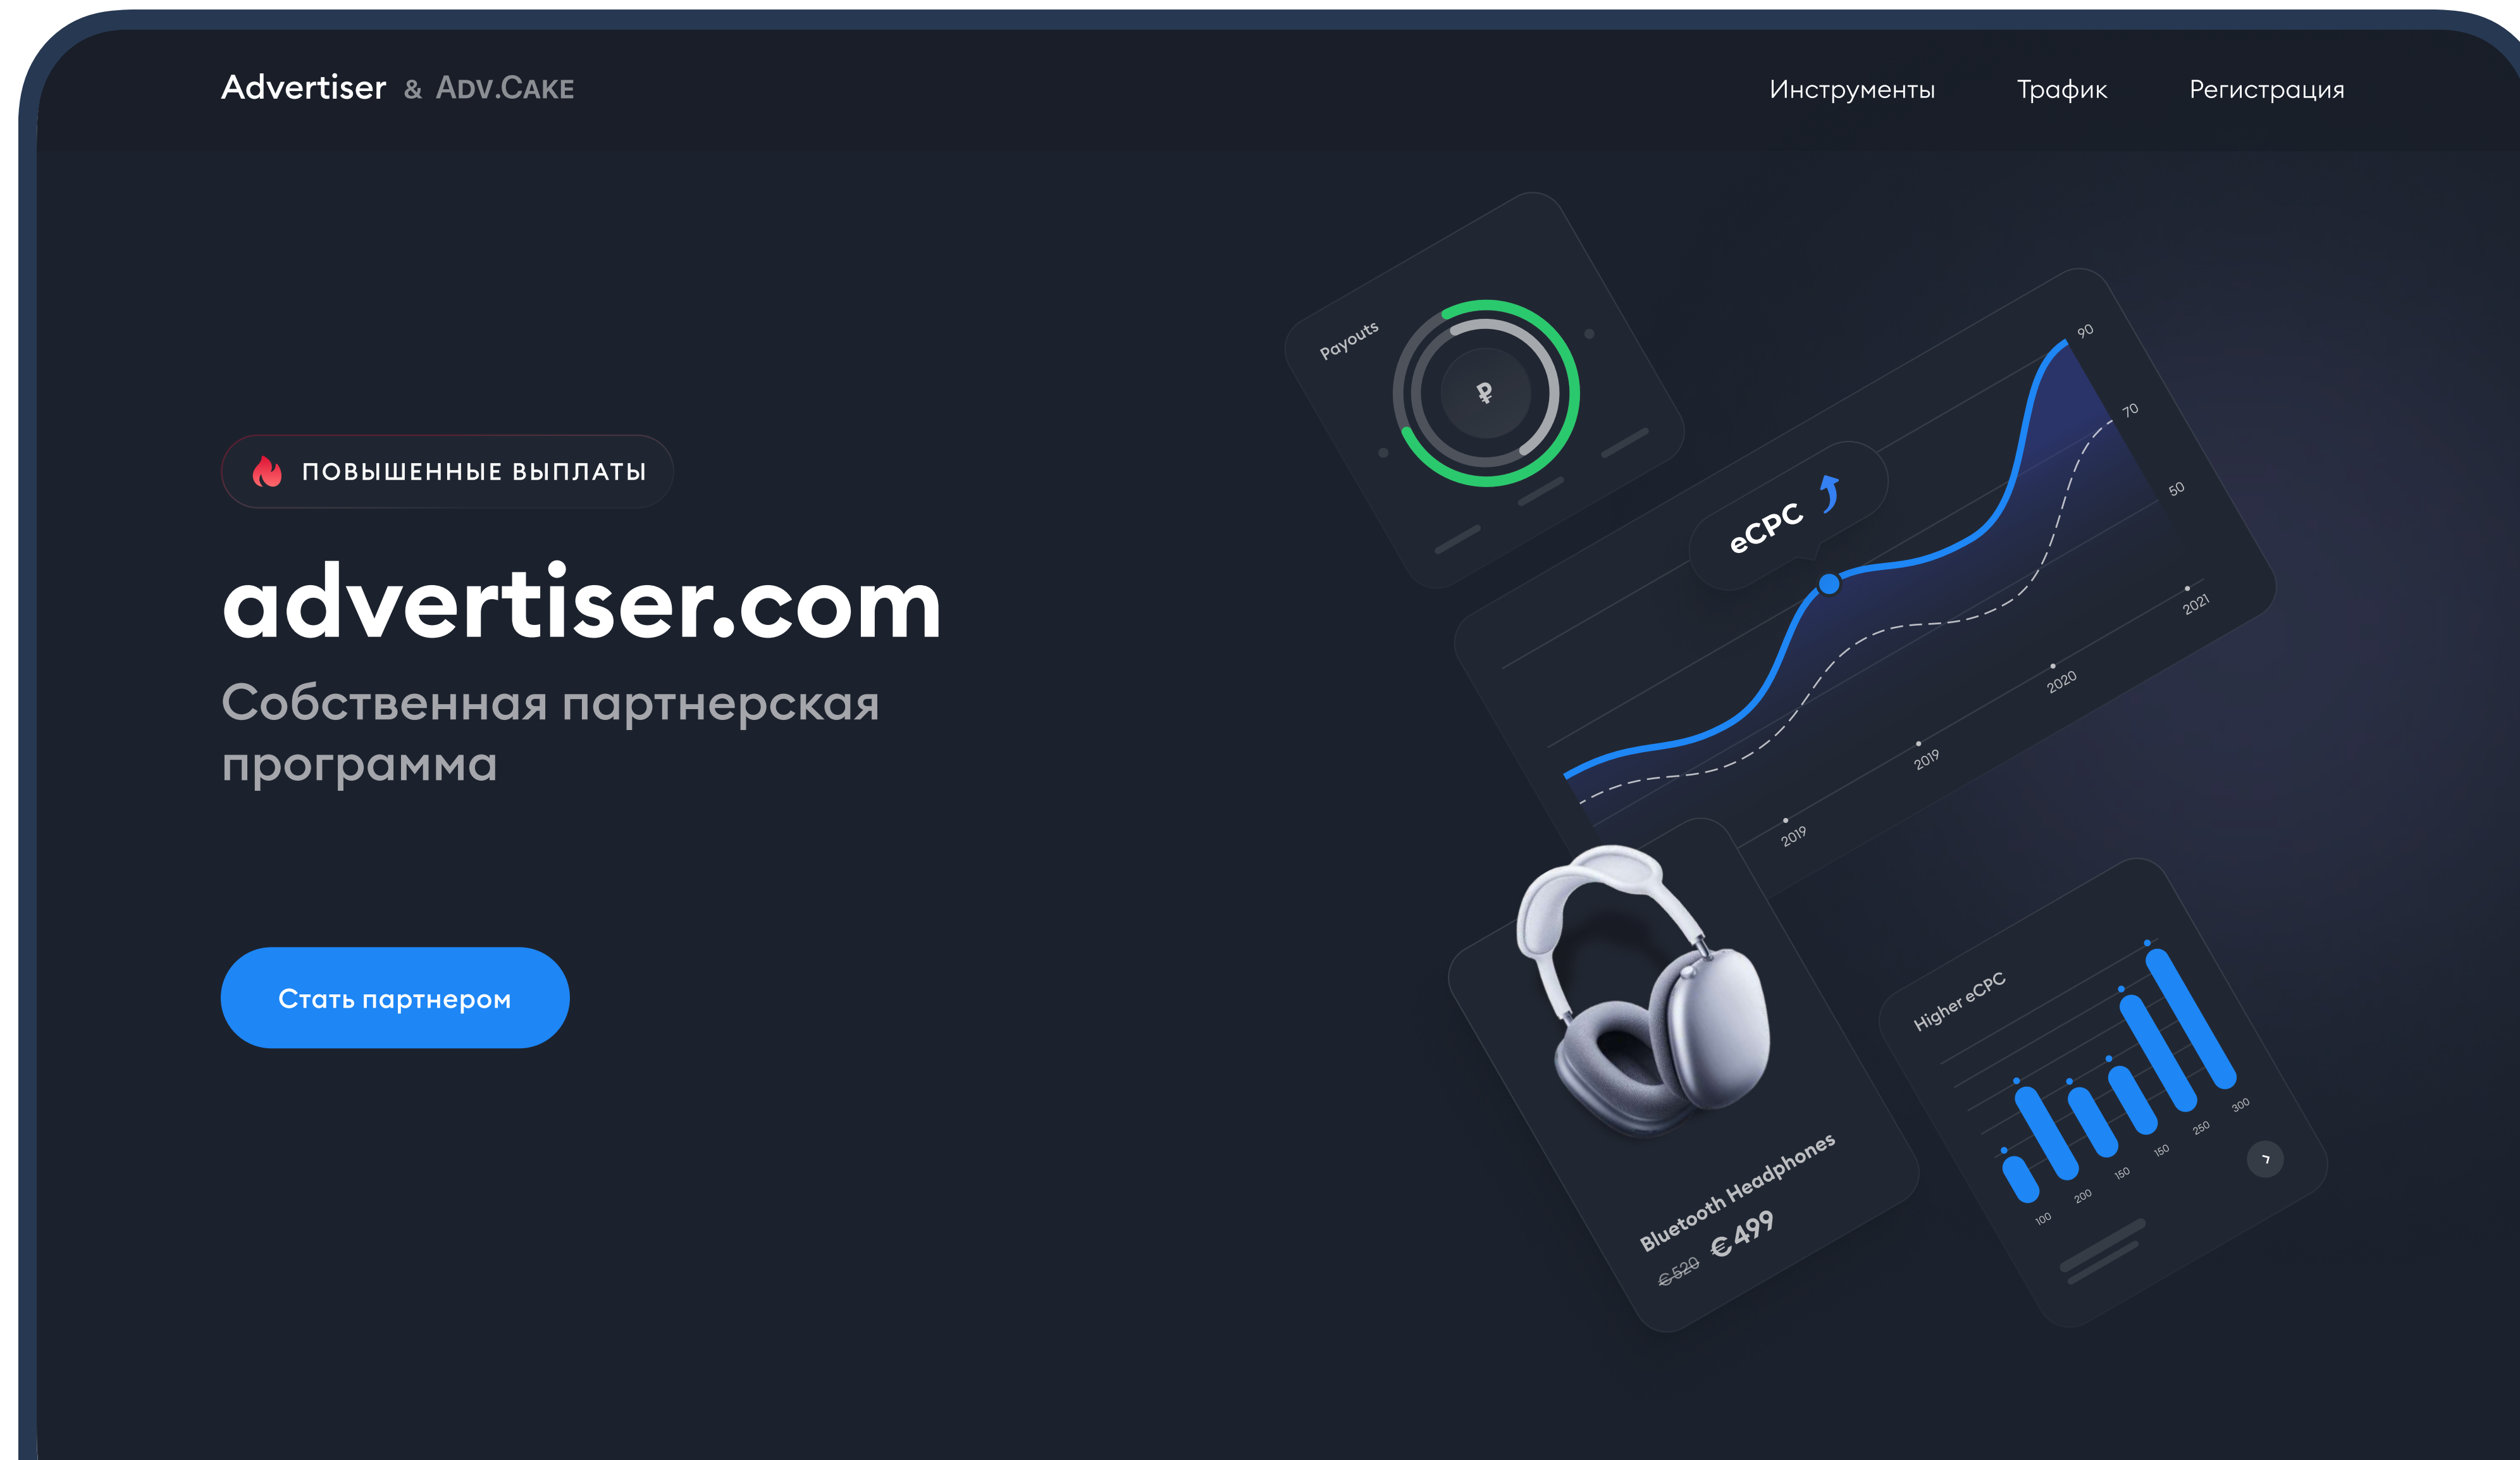 Advertiser & ADV.CAKE
Инструменты
Трафик
Регистрация
ПОВЫШЕННЫЕ ВЫПЛАТЫ
advertiser.com
Собственная партнерская
программа
Стать партнером
Payouts
₽
eCPC
90
70
50
2019
2019
2020
2021
Bluetooth Headphones
€520 €499
Higher eCPC
100
200
150
150
250
300